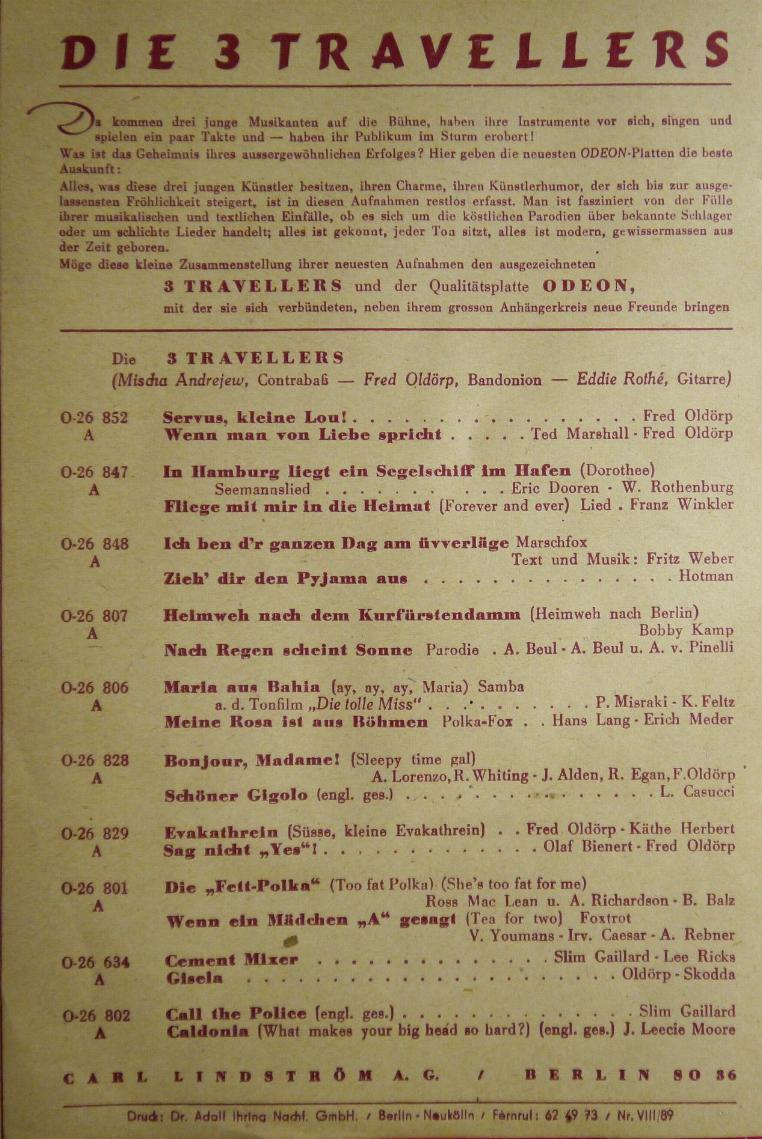 DIE 3 TRAVELLERS
Da kommen drei junge Musikanten auf die Bühne, haben ihre Instrumente vor sich, singen und
spielen ein paar Takte und — haben ihr Publikum im Sturm erobert!
Was ist das Geheimnis ihres aussergewöhnlichen Erfolges? Hier geben die neuesten ODEON-Platten die beste
Auskunft:
Alles, was diese drei jungen Künstler besitzen, ihren Charme, ihren Künstlerhumor, der sich bis zur ausge-
lassensten Fröhlichkeit steigert, ist in diesen Aufnahmen restlos erfasst. Man ist fasziniert von der Fülle
ihrer musikalischen und textlichen Einfälle, ob es sich um die köstlichen Parodien über bekannte Schlager
oder um schlichte Lieder handelt; alles ist gekonnt, jeder Ton sitzt, alles ist modern, gewissermassen aus
der Zeit geboren.
Möge diese kleine Zusammenstellung ihrer neuesten Aufnahmen den ausgezeichneten
3 TRAVELLERS und der Qualitätsplatte ODEON,
mit der sie sich verbündeten, neben ihrem grossen Anhängerkreis neue Freunde bringen
Die 3 TRAVELLERS
(Mischa Andrejew, Contrabaß — Fred Oldörp, Bandonion — Eddie Rothé, Gitarre)
O-26 852 Servus, kleine Lou! . . . . . . . . . . . . . . . . . . Fred Oldörp
A Wenn man von Liebe spricht . . . . . Ted Marshall - Fred Oldörp
O-26 847 In Hamburg liegt ein Segelschiff im Hafen (Dorothee)
A Seemannslied . . . . . . . . . . . Eric Dooren - W. Rothenburg
Fliege mit mir in die Heimat (Forever and ever) Lied . Franz Winkler
O-26 848 Ich ben d'r ganzen Dag am üvverläge Marschfox
A Text und Musik: Fritz Weber
Zieh' dir den Pyjama aus . . . . . . . . . . . . . . . Hotman
O-26 807 Heimweh nach dem Kurfürstendamm (Heimweh nach Berlin)
A Bobby Kamp
Nach Regen scheint Sonne Parodie . A. Beul - A. Beul u. A. v. Pinelli
O-26 806 Maria aus Bahia (ay, ay, ay, Maria) Samba
A a. d. Tonfilm „Die tolle Miss“ . . . . . . . . . . . P. Misraki - K. Feltz
Meine Rosa ist aus Böhmen Polka-Fox . . Hans Lang - Erich Meder
O-26 828 Bonjour, Madame! (Sleepy time gal)
A A. Lorenzo, R. Whiting - J. Alden, R. Egan, F. Oldörp
Schöner Gigolo (engl. ges.) . . . . . . . . . . . . . . . . L. Casucci
O-26 829 Evakathrein (Süsse, kleine Evakathrein) . . Fred Oldörp - Käthe Herbert
A Sag nicht „Yes“! . . . . . . . . . . . . . Olaf Bienert - Fred Oldörp
O-26 801 Die „Fett-Polka“ (Too fat Polka) (She's too fat for me)
A Ross Mac Lean u. A. Richardson - B. Balz
Wenn ein Mädchen „A“ gesagt (Tea for two) Foxtrot
V. Youmans - Irv. Caesar - A. Rebner
O-26 634 Cement Mixer . . . . . . . . . . . . . . Slim Gaillard - Lee Ricks
A Gisela . . . . . . . . . . . . . . . . . . . . . . . Oldörp - Skodda
O-26 802 Call the Police (engl. ges.) . . . . . . . . . . . . . . Slim Gaillard
A Caldonia (What makes your big head so hard?) (engl. ges.) J. Leecie Moore
CARL LINDSTRÖM A. G. / BERLIN SO 36
Druck: Dr. Adolf Ihring Nachf. GmbH. / Berlin-Neukölln / Fernruf: 62 49 73 / Nr. VIII/89